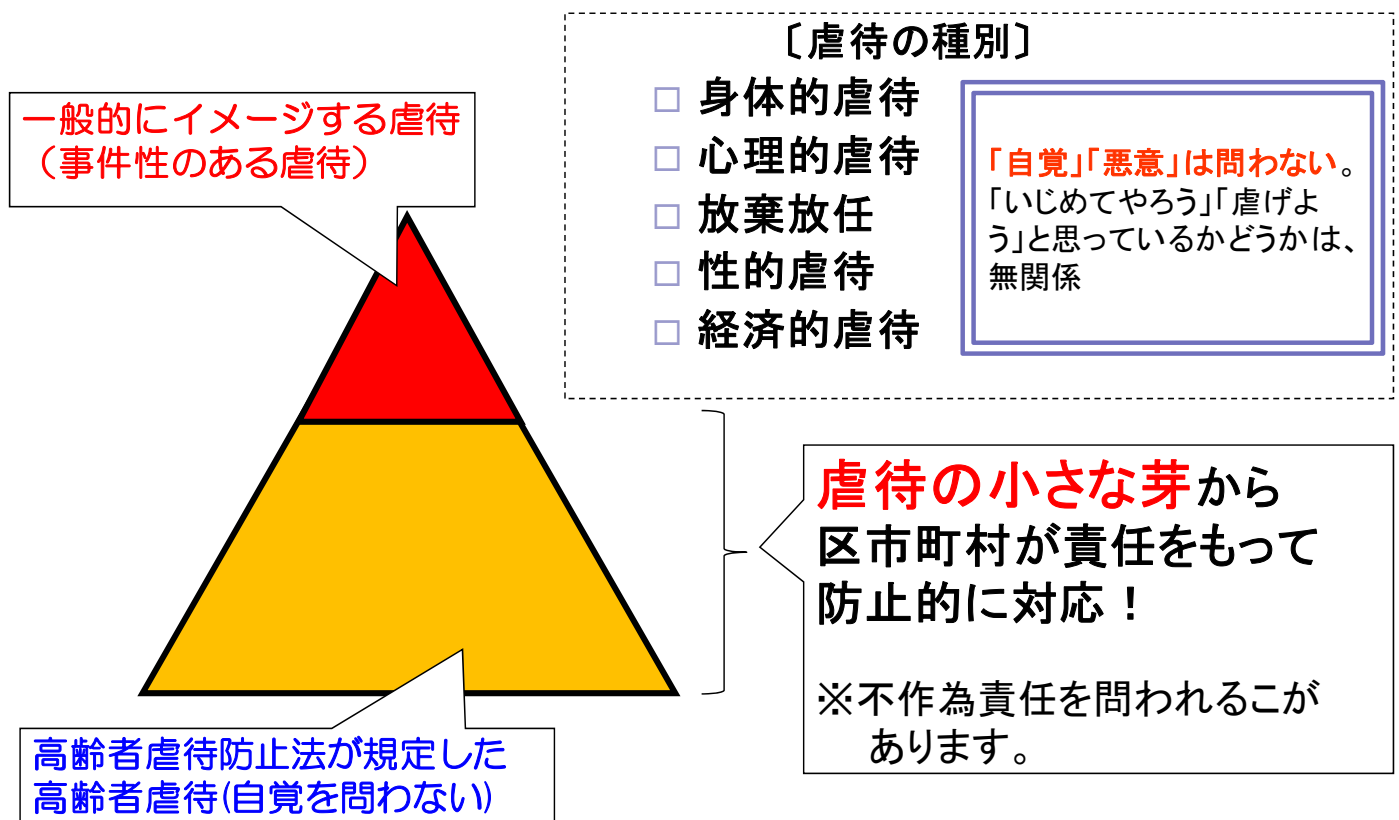 〔虐待の種別〕
□ 身体的虐待
□ 心理的虐待
□ 放棄放任
□ 性的虐待
□ 経済的虐待
「自覚」「悪意」は問わない。
「いじめてやろう」「虐げよ
う」と思っているかどうかは、
無関係
一般的にイメージする虐待
（事件性のある虐待）
虐待の小さな芽から
区市町村が責任をもって
防止的に対応！
※不作為責任を問われるこが
あります。
高齢者虐待防止法が規定した
高齢者虐待(自覚を問わない)